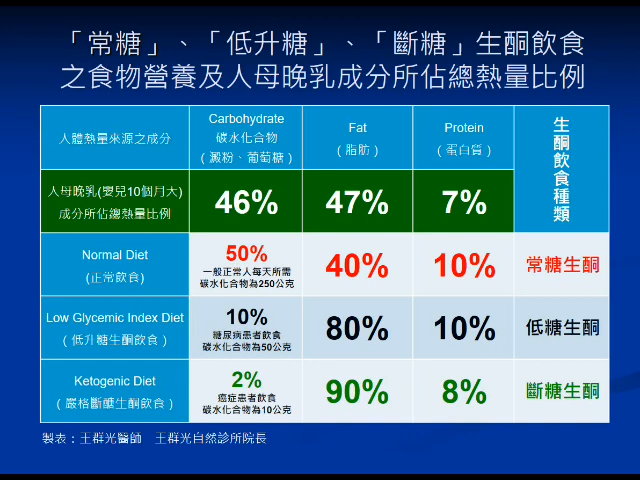 「常糖」、「低升糖」、「斷糖」生酮飲食
之食物營養及人母晚乳成分所佔總熱量比例
人體熱量來源之成分
Carbohydrate
碳水化合物
（澱粉、葡萄糖）
Fat
（脂肪）
Protein
（蛋白質）
生酮飲食種類
人母晚乳(嬰兒10個月大)
成分所佔總熱量比例
46%
47%
7%
Normal Diet
(正常飲食)
50%
一般正常人每天所需
碳水化合物為250公克
40%
10%
常糖生酮
Low Glycemic Index Diet
（低升糖生酮飲食）
10%
糖尿病患者飲食
碳水化合物為50公克
80%
10%
低糖生酮
Ketogenic Diet
（嚴格斷醣生酮飲食）
2%
癌症患者飲食
碳水化合物為10公克
90%
8%
斷糖生酮
製表：王群光醫師　王群光自然診所院長